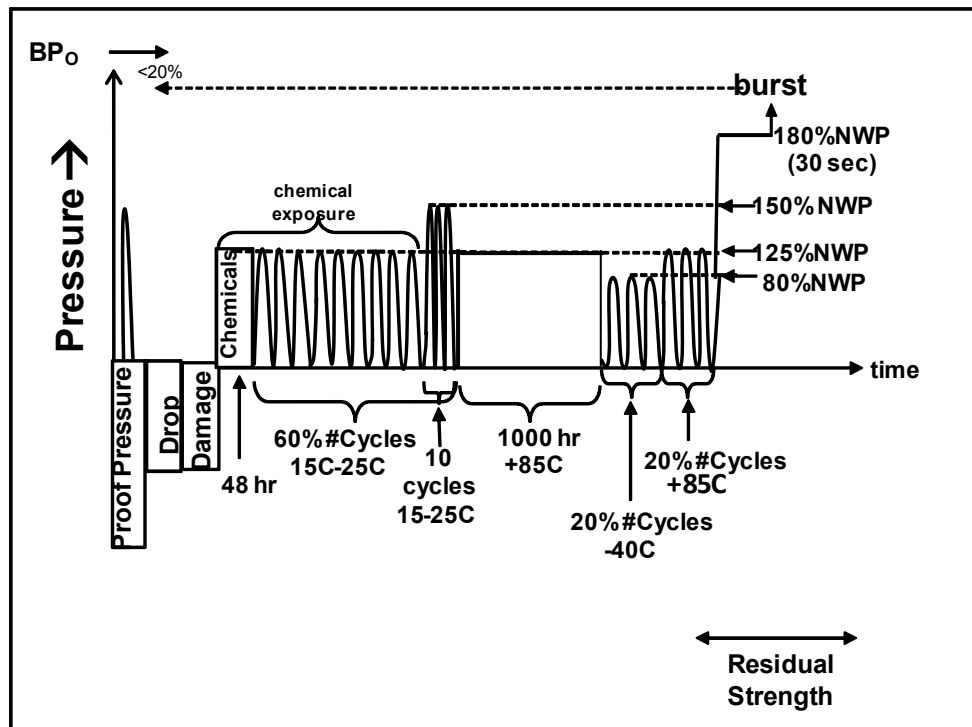 BPO
<20%
burst
Pressure →
180%NWP
(30 sec)
chemical
exposure
150%NWP
125%NWP
80%NWP
Chemicals
time
Proof Pressure
Drop
Damage
48 hr
60%#Cycles
15C-25C
10
cycles
15-25C
1000 hr
+85C
20%#Cycles
-40C
20%#Cycles
+85C
Residual
Strength